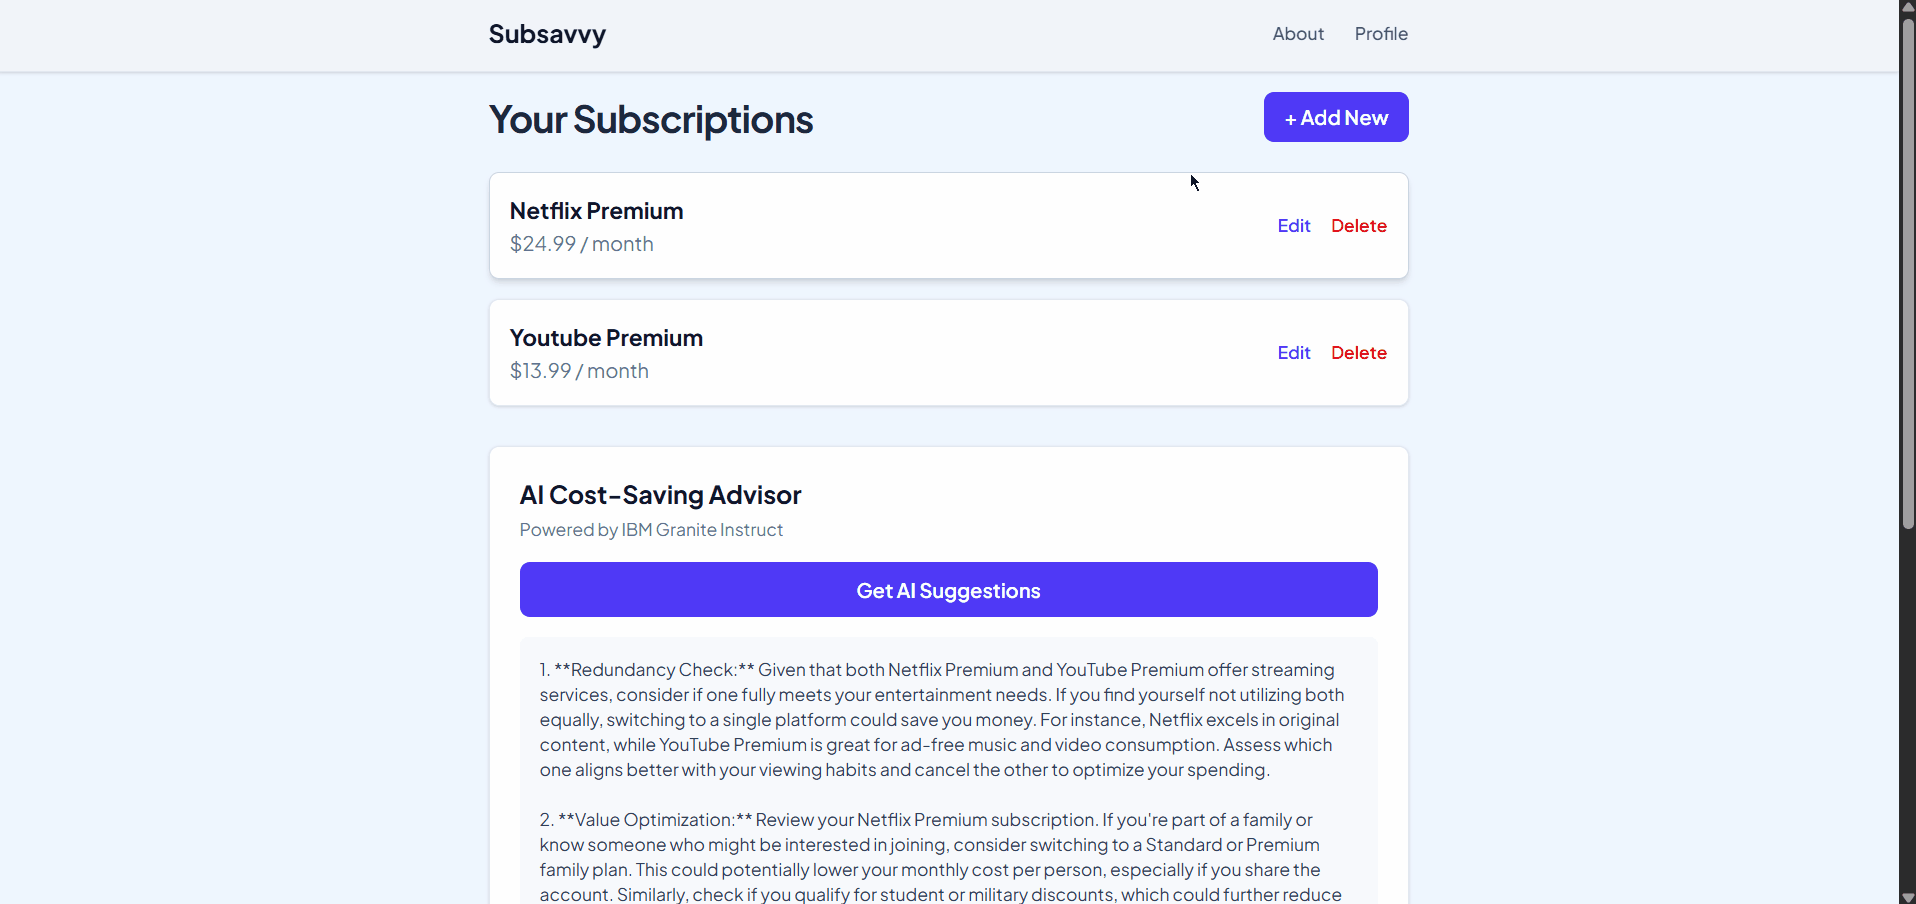 Subsavvy
About Profile
Your Subscriptions
+ Add New
Netflix Premium
$24.99 / month
Edit Delete
Youtube Premium
$13.99 / month
Edit Delete
AI Cost-Saving Advisor
Powered by IBM Granite Instruct
Get AI Suggestions
1. **Redundancy Check:** Given that both Netflix Premium and YouTube Premium offer streaming
services, consider if one fully meets your entertainment needs. If you find yourself not utilizing both
equally, switching to a single platform could save you money. For instance, Netflix excels in original
content, while YouTube Premium is great for ad-free music and video consumption. Assess which
one aligns better with your viewing habits and cancel the other to optimize your spending.
2. **Value Optimization:** Review your Netflix Premium subscription. If you're part of a family or
know someone who might be interested in joining, consider switching to a Standard or Premium
family plan. This could potentially lower your monthly cost per person, especially if you share the
account. Similarly, check if you qualify for student or military discounts, which could further reduce